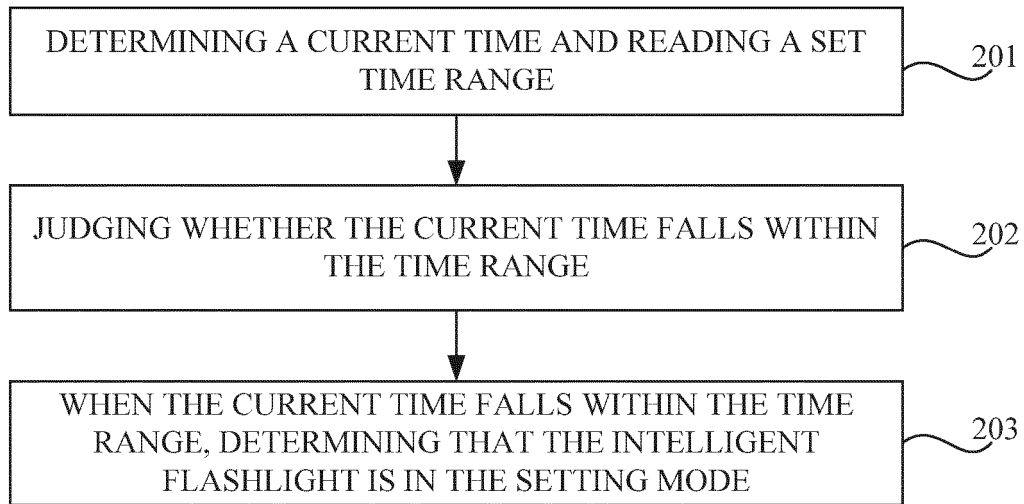 DETERMINING A CURRENT TIME AND READING A SET
TIME RANGE
201
JUDGING WHETHER THE CURRENT TIME FALLS WITHIN
THE TIME RANGE
202
WHEN THE CURRENT TIME FALLS WITHIN THE TIME
RANGE, DETERMINING THAT THE INTELLIGENT
FLASHLIGHT IS IN THE SETTING MODE
203